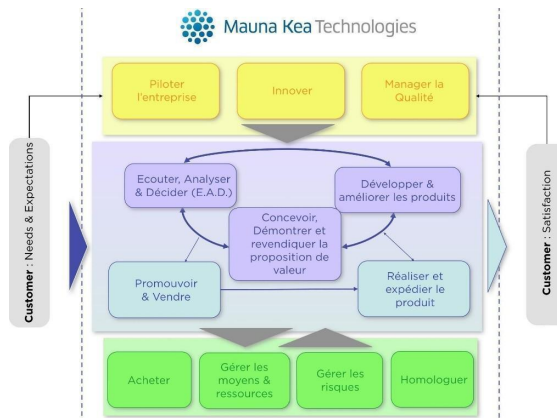 Mauna Kea Technologies
Piloter
l'entreprise
Innover
Manager la
Qualité
Customer : Needs & Expectations
Ecouter, Analyser
& Décider (E.A.D.)
Développer &
améliorer les produits
Concevoir,
Démontrer et
revendiquer la
proposition de
valeur
Promouvoir
& Vendre
Réaliser et
expédier le
produit
Customer : Satisfaction
Acheter
Gérer les
moyens &
ressources
Gérer les
risques
Homologuer